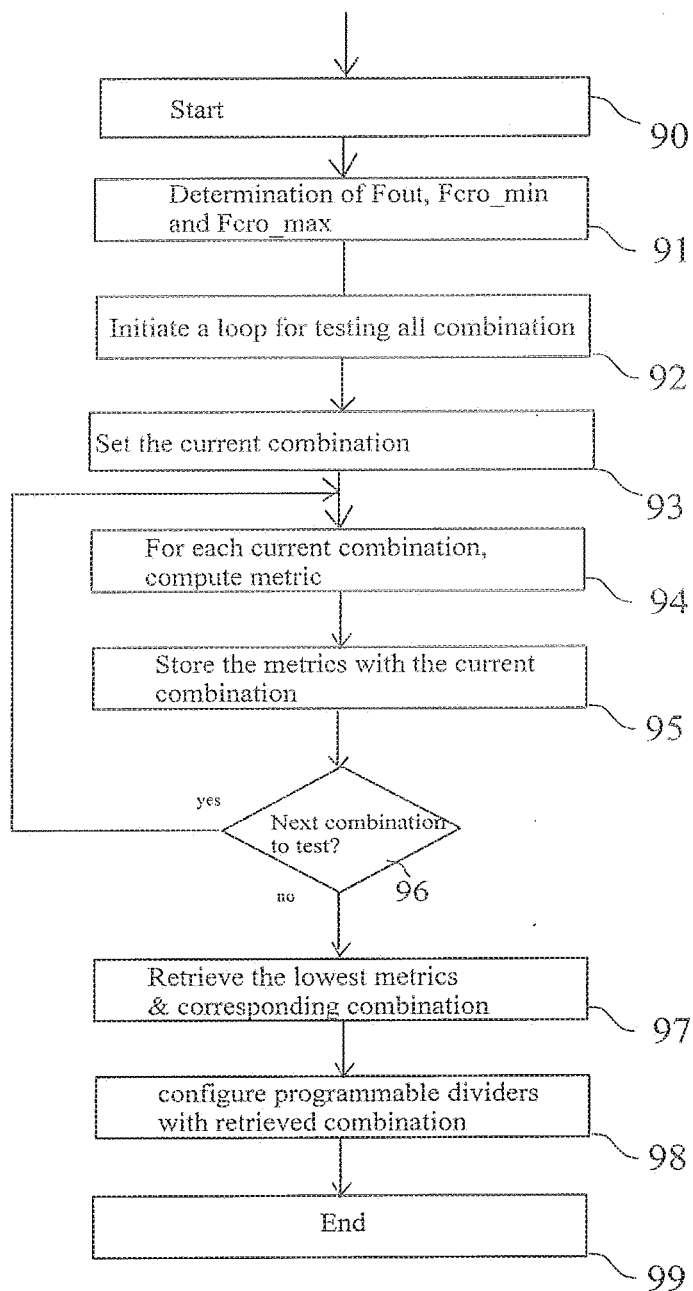 Start
90
Determination of Fout, Fcro_min
and Fcro_max
91
Initiate a loop for testing all combination
92
Set the current combination
93
For each current combination,
compute metric
94
Store the metrics with the current
combination
95
yes
Next combination
to test?
96
no
Retrieve the lowest metrics
& corresponding combination
97
configure programmable dividers
with retrieved combination
98
End
99